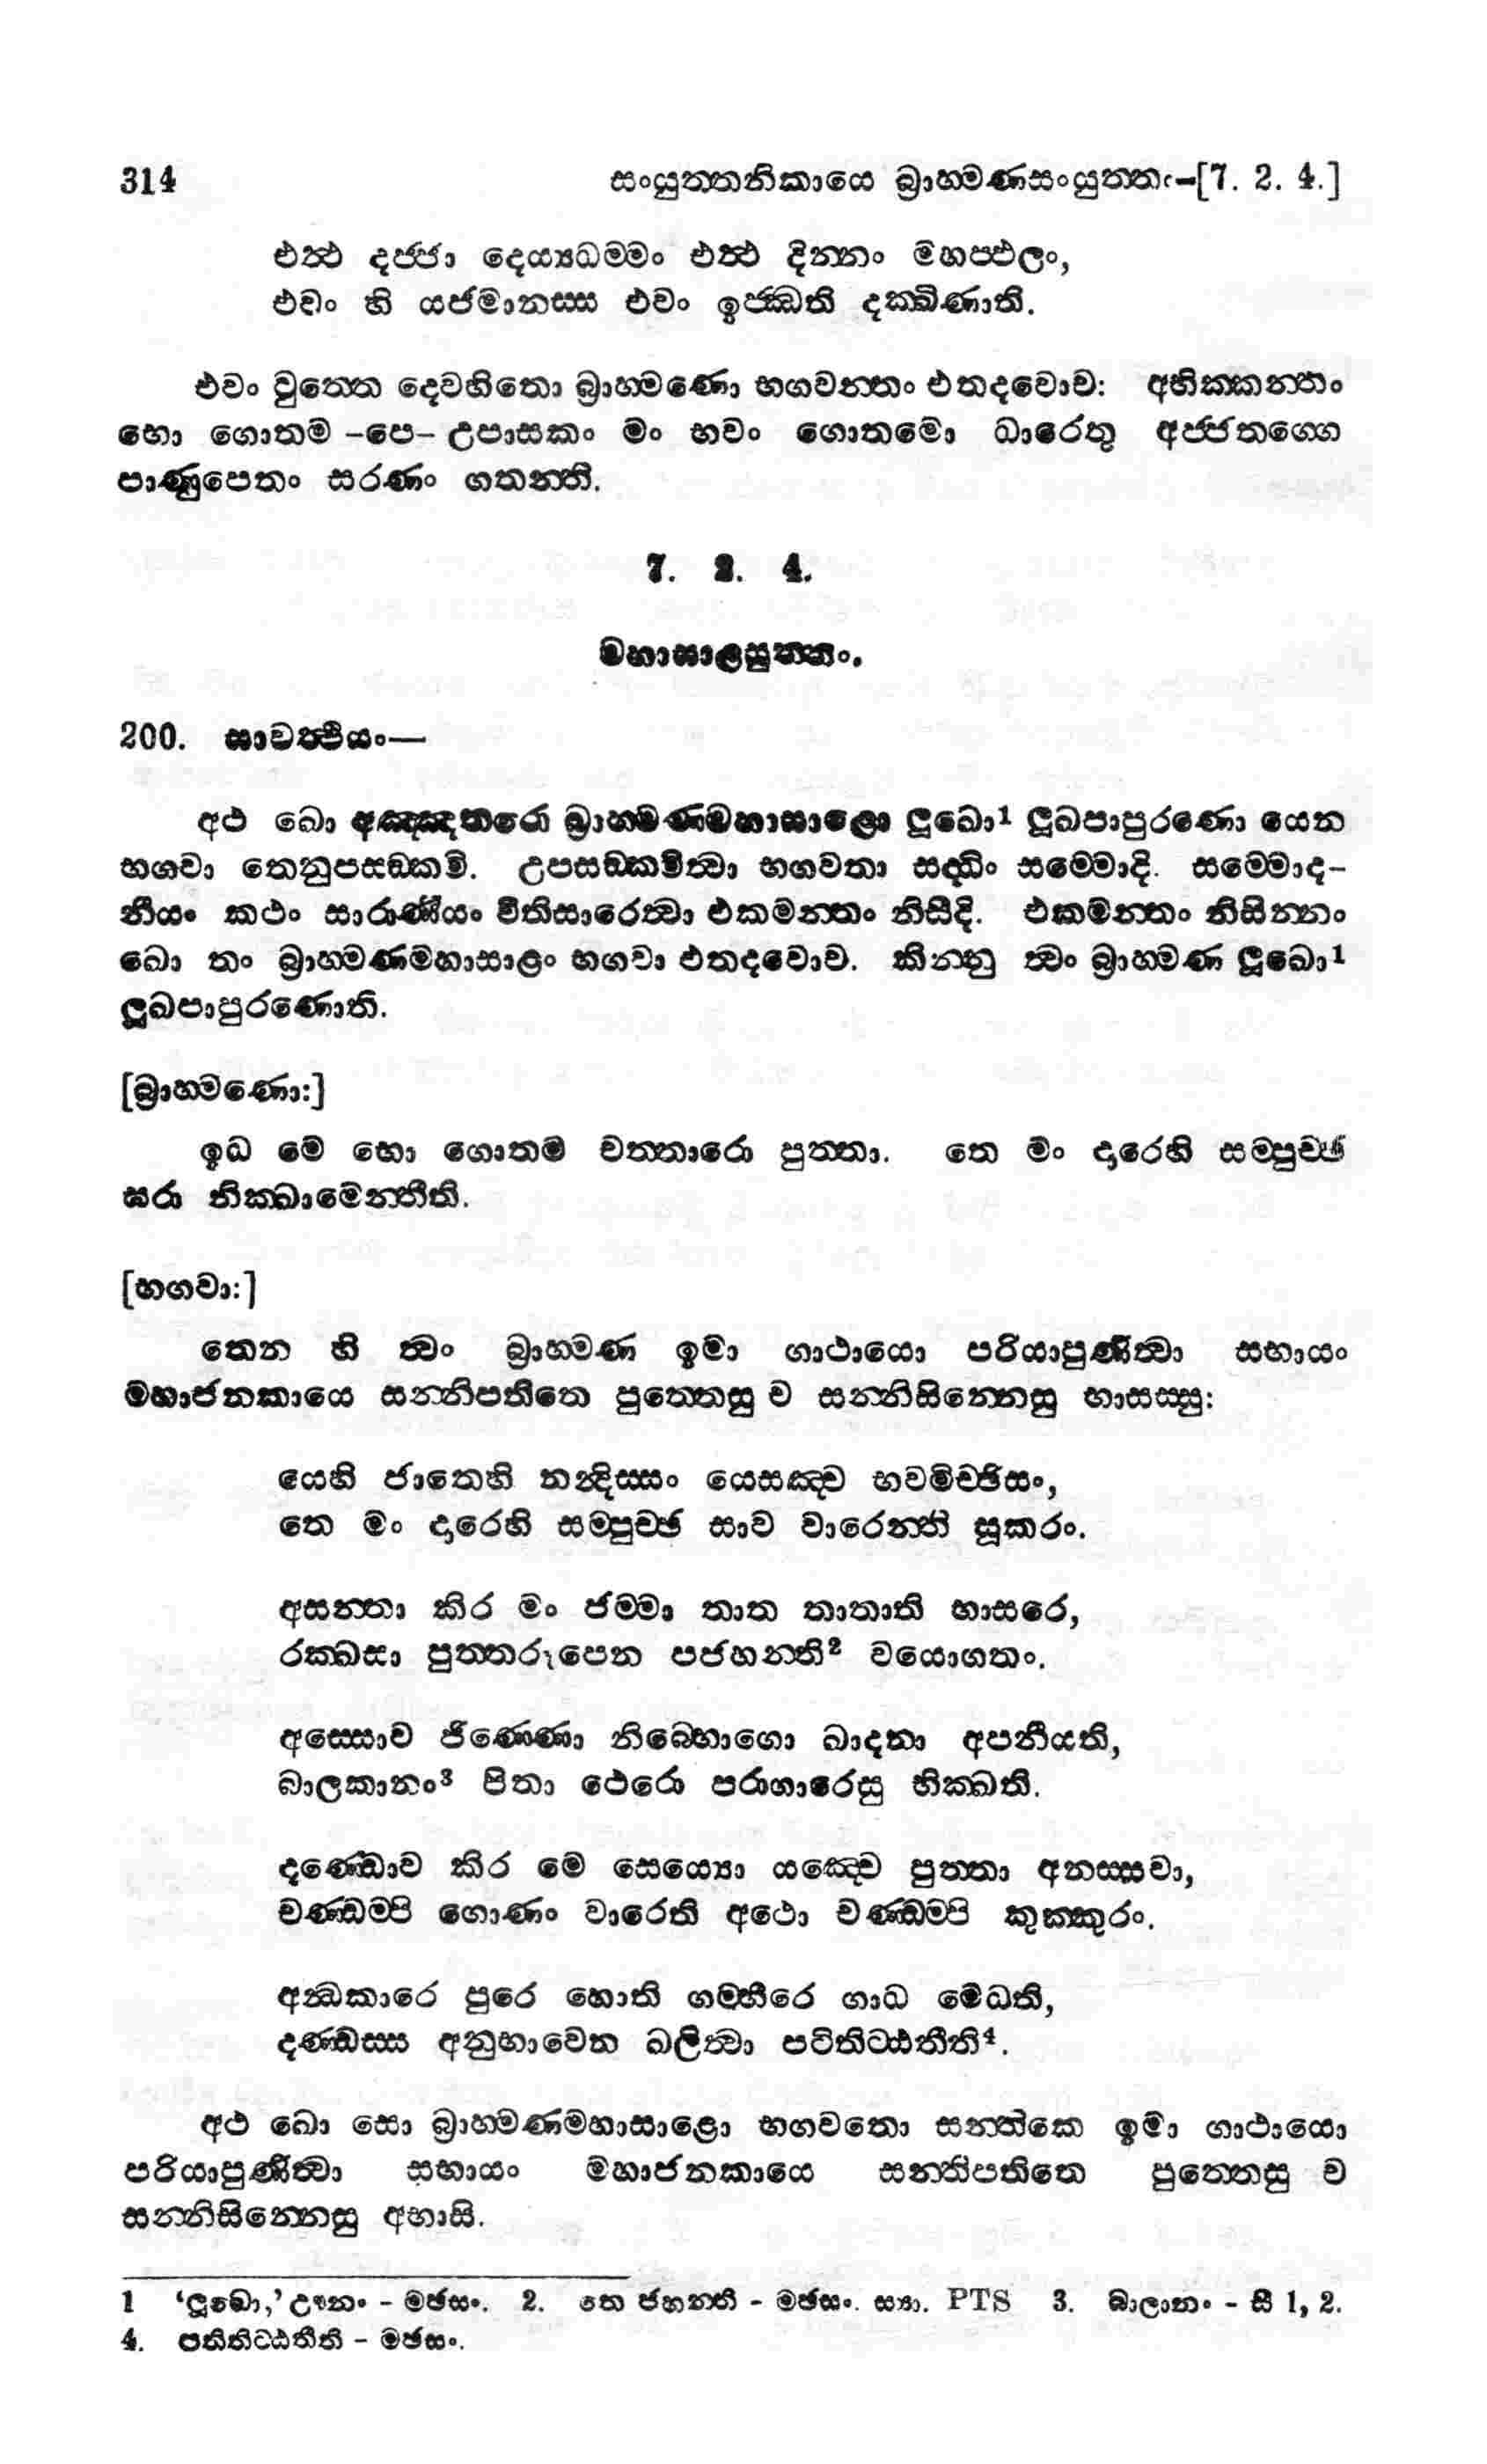 314 සංයුත්තනිකායෙ බ්‍රාහ්මණසංයුත්තං-[7. 2. 4.]
එත්ථ දජ්ජා දෙය්‍යධම්මං එත්ථ දින්නං මහප්ඵලං,
එවං හි යජමානස්ස එවං ඉජ්ඣති දක්ඛිණාති.
එවං වුත්තෙ දෙවහිතො බ්‍රාහ්මණො භගවන්තං එතදවොච: අභික්කන්තං
භො ගොතම -පෙ- උපාසකං මං භවං ගොතමො ධාරෙතු අජ්ජතග්ගෙ
පාණුපෙතං සරණං ගතන්ති.
7. 2. 4.
මහාසාළසුත්තං.
200. සාවත්ථියං—
අථ ඛො අඤ්ඤතරො බ්‍රාහ්මණමහාසාළො ලූඛො1 ලූඛපාපුරණො යෙන
භගවා තෙනුපසඞ්කමි. උපසඞ්කමිත්වා භගවතා සද්ධිං සම්මොදි. සම්මොද-
නීයං කථං සාරාණීයං වීතිසාරෙත්වා එකමන්තං නිසීදි. එකමන්තං නිසින්නං
ඛො තං බ්‍රාහ්මණමහාසාළං භගවා එතදවොච. කින්නු ත්වං බ්‍රාහ්මණ ලූඛො1
ලූඛපාපුරණොති.
[බ්‍රාහ්මණො:]
ඉධ මෙ භො ගොතම චත්තාරො පුත්තා. තෙ මං දාරෙහි සම්පුච්ඡ
ඝරා නික්ඛාමෙන්තීති.
[භගවා:]
තෙන හි ත්වං බ්‍රාහ්මණ ඉමා ගාථායො පරියාපුණිත්වා සභායං
මහාජනකායෙ සන්නිපතිතෙ පුත්තෙසු ච සන්නිසින්නෙසු භාසස්සු:
යෙහි ජාතෙහි නන්දිස්සං යෙසඤ්ච භවමිච්ඡිසං,
තෙ මං දාරෙහි සම්පුච්ඡ සාව වාරෙන්ති සූකරං.
අසන්තා කිර මං ජම්මා තාත තාතාති භාසරෙ,
රක්ඛසා පුත්තරූපෙන පජහන්ති2 වයොගතං.
අස්සොව ජිණ්ණො නිබ්භොගො ඛාදනා අපනීයති,
බාලකානං3 පිතා ථෙරො පරාගාරෙසු භික්ඛති.
දණ්ඩොව කිර මෙ සෙය්‍යො යඤ්චෙ පුත්තා අනස්සවා,
චණ්ඩම්පි ගොණං වාරෙති අථො චණ්ඩම්පි කුක්කුරං.
අන්ධකාරෙ පුරෙ හොති ගම්භීරෙ ගාධ මෙධති,
දණ්ඩස්ස අනුභාවෙන ඛලිත්වා පටිතිට්ඨතීති4.
අථ ඛො සො බ්‍රාහ්මණමහාසාළො භගවතො සන්තිකෙ ඉමා ගාථායො
පරියාපුණිත්වා සභායං මහාජනකායෙ සන්නිපතිතෙ පුත්තෙසු ච
සන්නිසින්නෙසු අභාසි.
1 ‘ලූඛො,’ ඌනං - මඡසං. 2. තෙ ජහන්ති - මඡසං. ස්‍යා. PTS 3. බාලානං - සී 1, 2.
4. පතිතිට්ඨතීති - මඡසං.